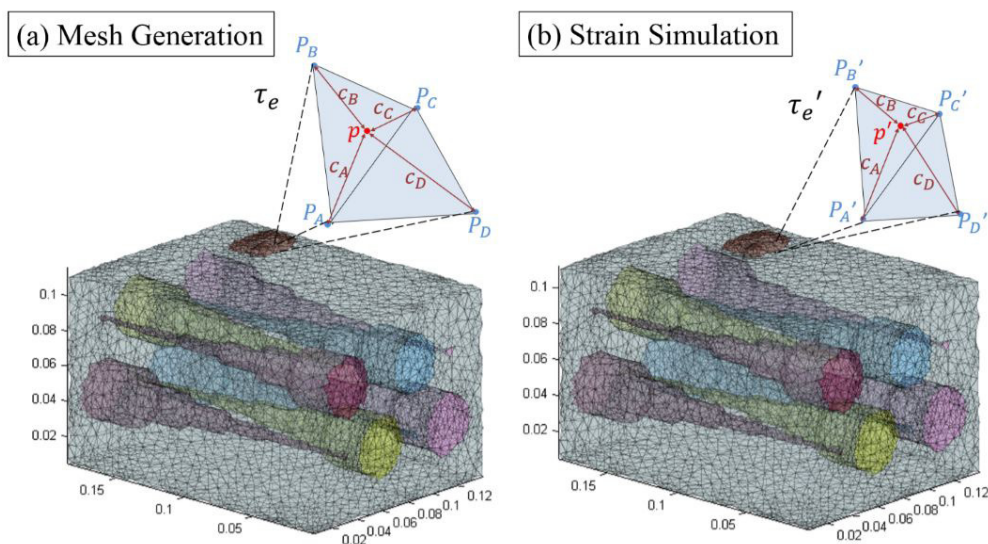 (a) Mesh Generation
P_B
τ_e
c_B
c_C
P_C
p
c_A
c_D
P_A
P_D
0.1
0.08
0.06
0.04
0.02
0.15
0.1
0.05
0.02
0.04
0.06
0.08
0.1
0.12
(b) Strain Simulation
P_B'
τ_e'
c_B
c_C
P_C'
p'
c_A
c_D
P_A'
P_D'
0.1
0.08
0.06
0.04
0.02
0.15
0.1
0.05
0.02
0.04
0.06
0.08
0.1
0.12